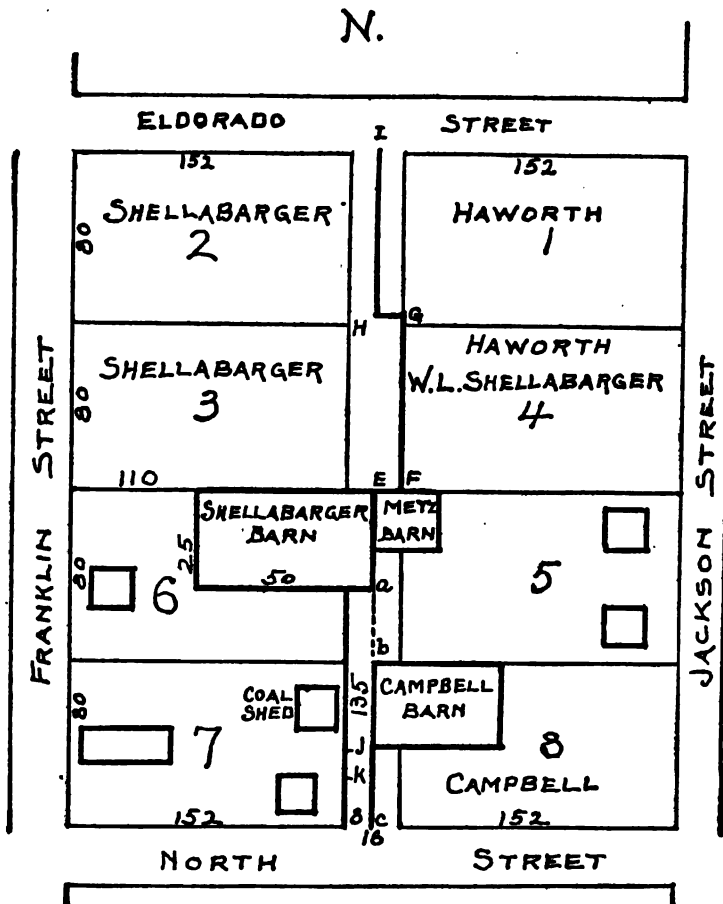 N.
ELDORADO STREET
I
152 152
SHELLABARGER HAWORTH
80 2 1
H G
SHELLABARGER HAWORTH
W.L. SHELLABARGER
80 3 4
110 E F
SHELLABARGER METZ
BARN BARN
25
50 a
80 6 5
b
COAL 135 CAMPBELL
SHED BARN
80 7 J 8
K CAMPBELL
152 8 C 152
16
NORTH STREET
FRANKLIN STREET
JACKSON STREET